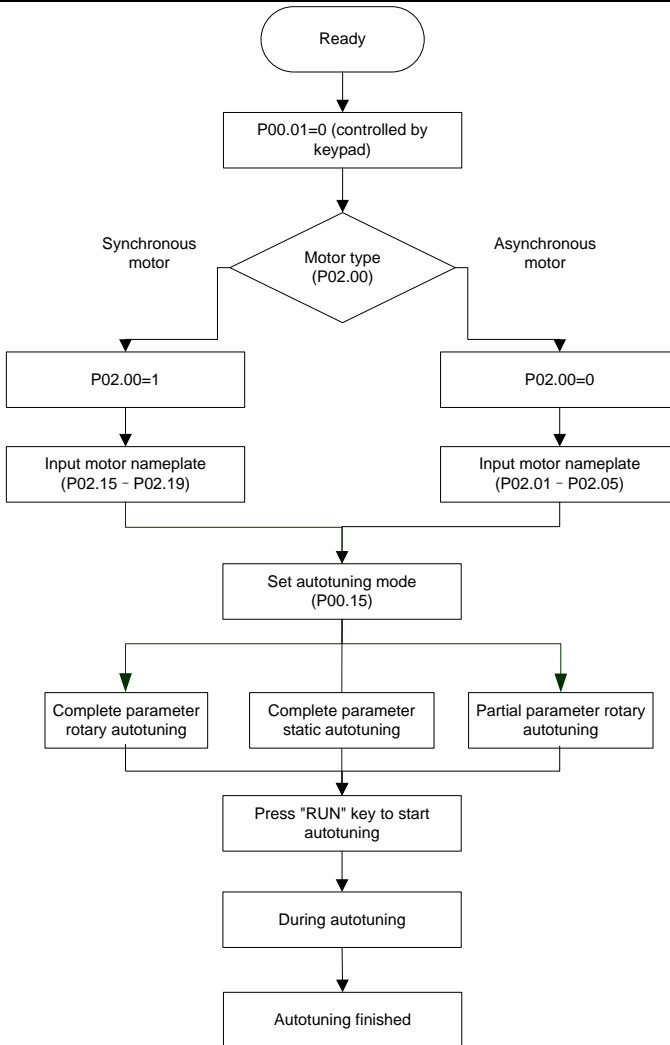 Ready
P00.01=0 (controlled by
keypad)
Synchronous
motor
Motor type
(P02.00)
Asynchronous
motor
P02.00=1
P02.00=0
Input motor nameplate
(P02.15﹣P02.19)
Input motor nameplate
(P02.01﹣P02.05)
Set autotuning mode
(P00.15)
Complete parameter
rotary autotuning
Complete parameter
static autotuning
Partial parameter rotary
autotuning
Press "RUN" key to start
autotuning
During autotuning
Autotuning finished